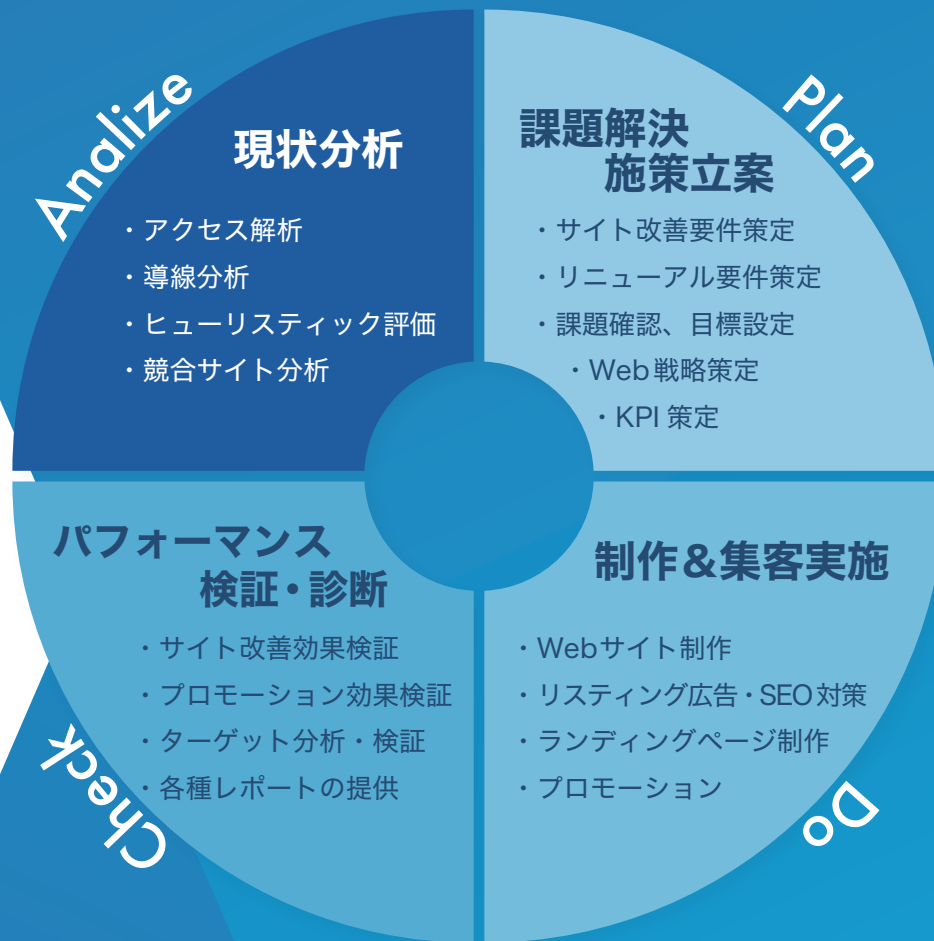 Analize
現状分析
・アクセス解析
・導線分析
・ヒューリスティック評価
・競合サイト分析
Plan
課題解決
施策立案
・サイト改善要件策定
・リニューアル要件策定
・課題確認、目標設定
・Web戦略策定
・KPI 策定
パフォーマンス
検証・診断
・サイト改善効果検証
・プロモーション効果検証
・ターゲット分析・検証
・各種レポートの提供
Check
制作＆集客実施
・Webサイト制作
・リスティング広告・SEO対策
・ランディングページ制作
・プロモーション
Do